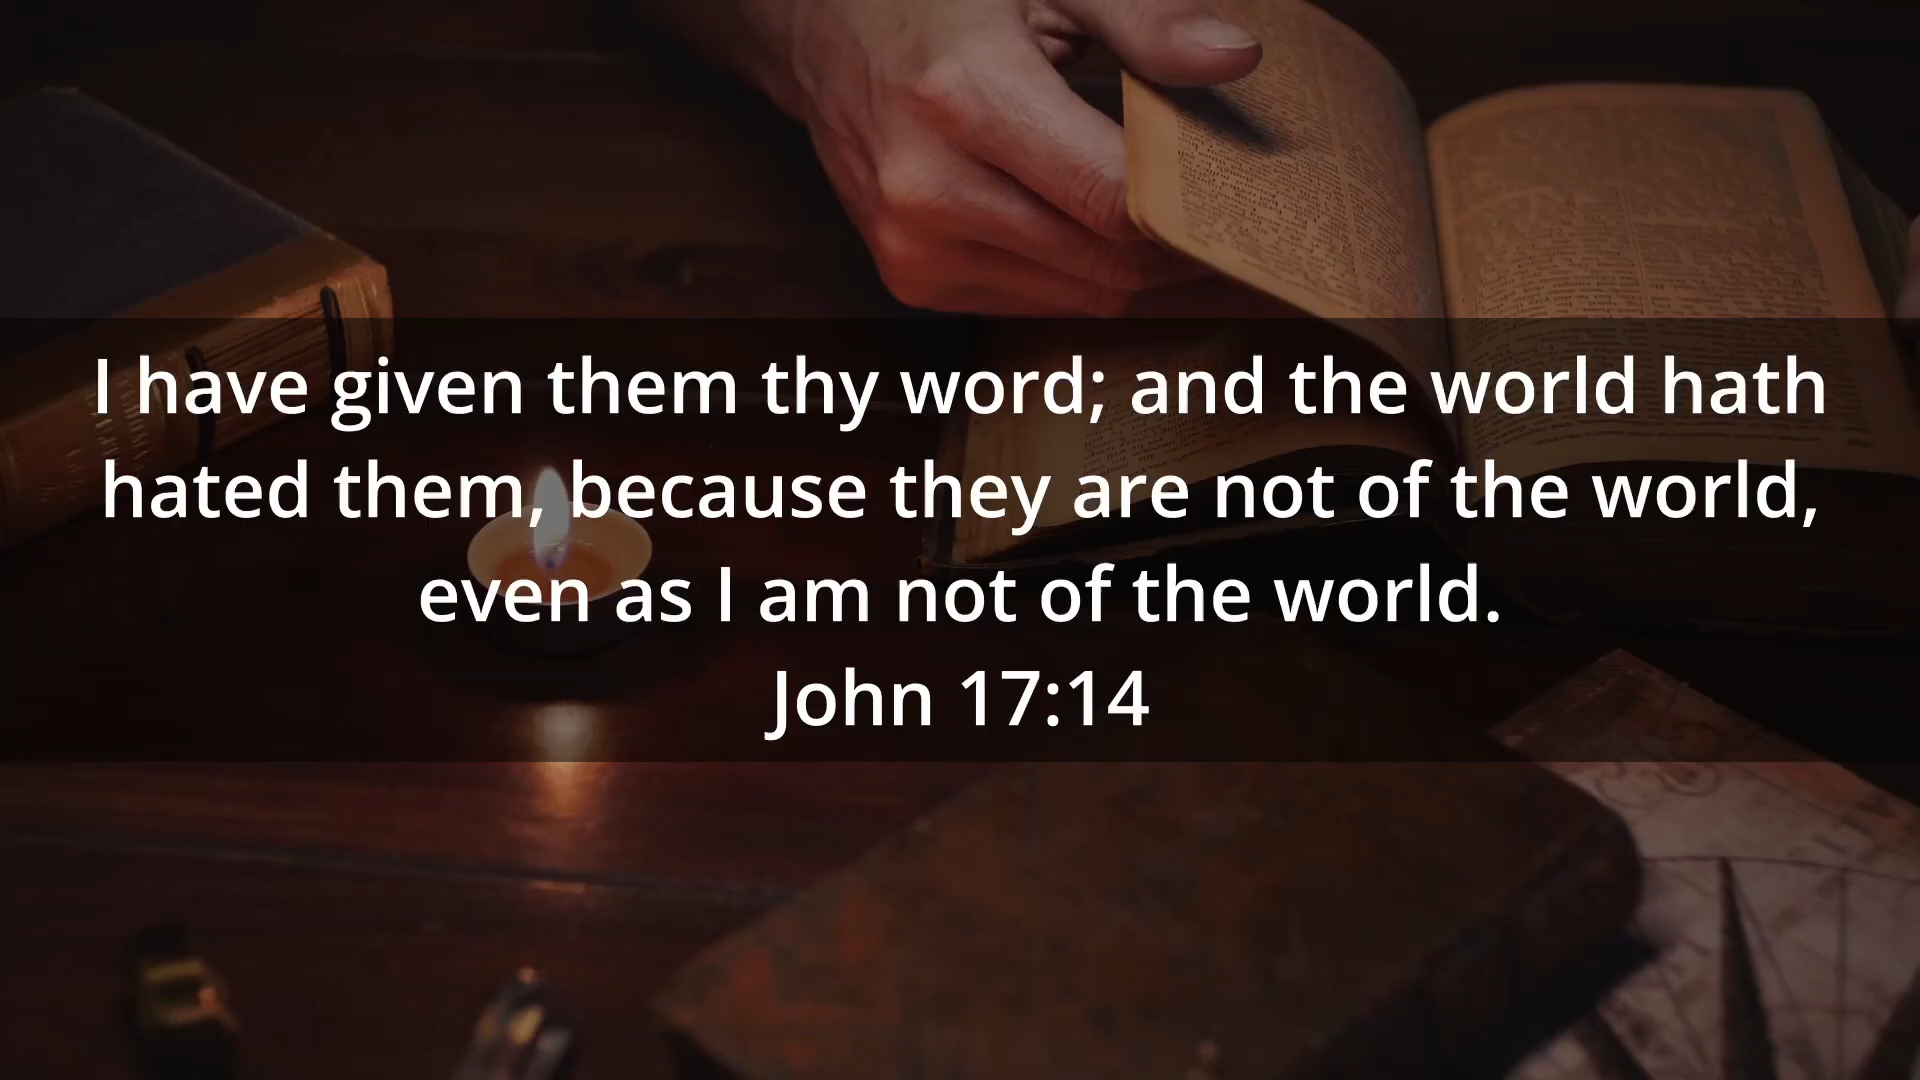 I have given them thy word; and the world hath
hated them, because they are not of the world,
even as I am not of the world.
John 17:14